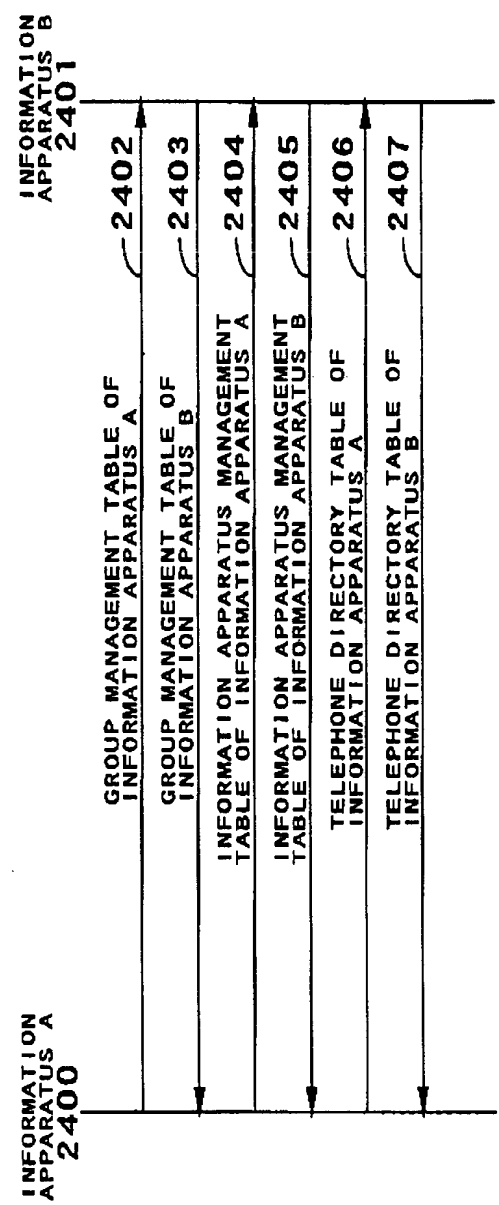 INFORMATION
APPARATUS A
2400
INFORMATION
APPARATUS B
2401
GROUP MANAGEMENT TABLE OF
INFORMATION APPARATUS A
2402
GROUP MANAGEMENT TABLE OF
INFORMATION APPARATUS B
2403
INFORMATION APPARATUS MANAGEMENT
TABLE OF INFORMATION APPARATUS A
2404
INFORMATION APPARATUS MANAGEMENT
TABLE OF INFORMATION APPARATUS B
2405
TELEPHONE DIRECTORY TABLE OF
INFORMATION APPARATUS A
2406
TELEPHONE DIRECTORY TABLE OF
INFORMATION APPARATUS B
2407